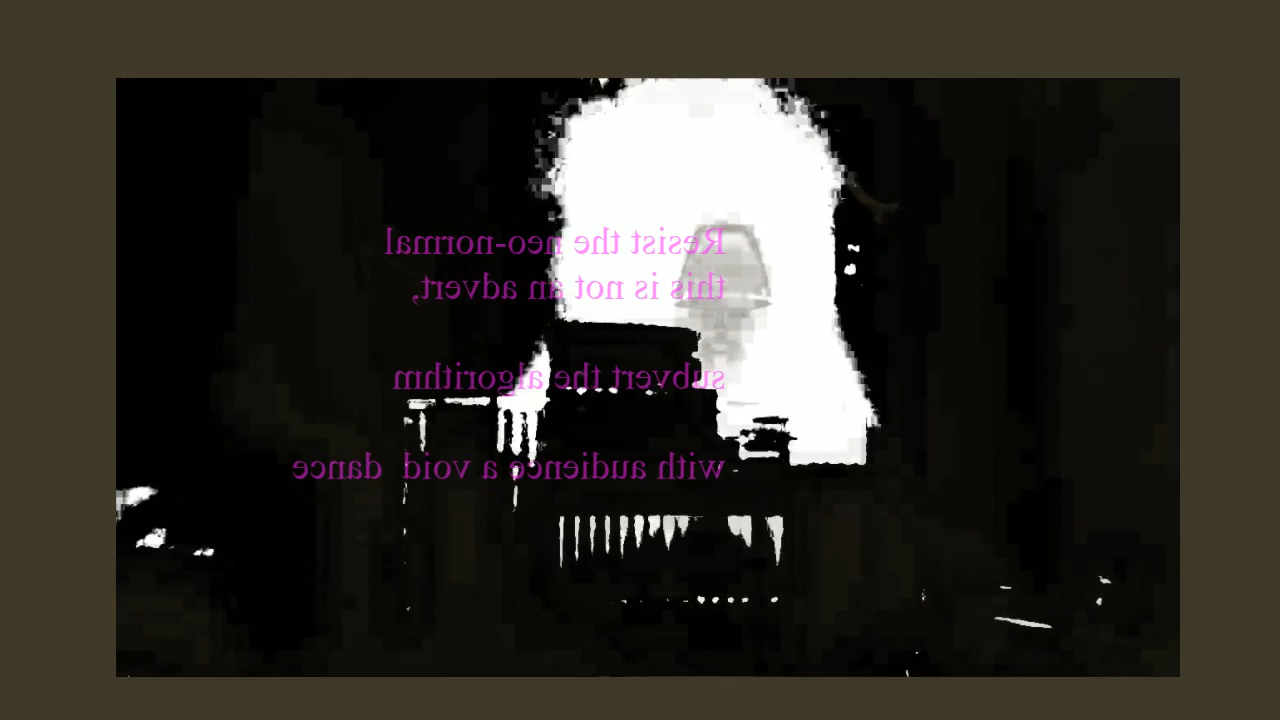 Resist the neo-normal
this is not an advert,
subvert the algorithm
with audience a void dance